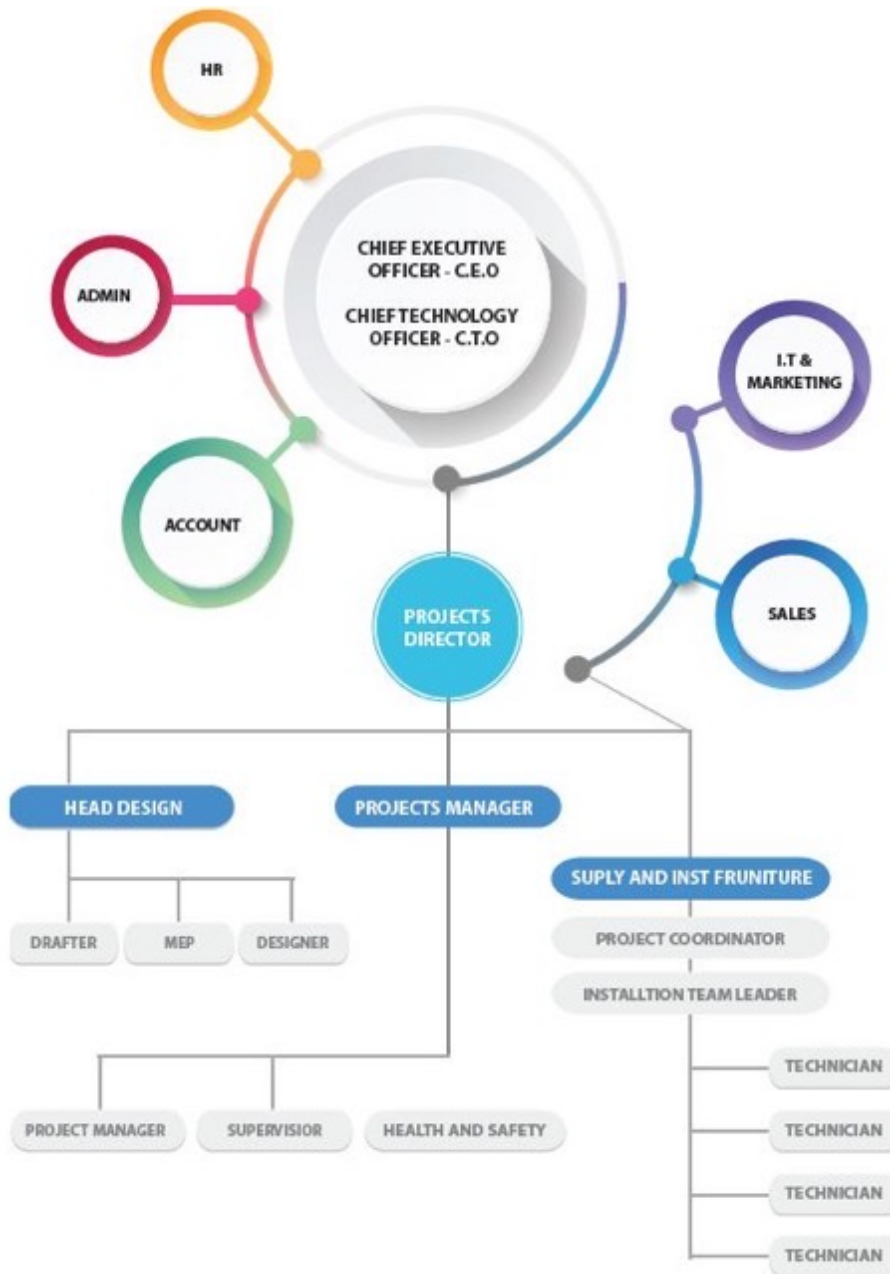 HR
CHIEF EXECUTIVE
OFFICER - C.E.O
CHIEF TECHNOLOGY
OFFICER - C.T.O
ADMIN
I.T &
MARKETING
ACCOUNT
PROJECTS
DIRECTOR
SALES
HEAD DESIGN
PROJECTS MANAGER
SUPLY AND INST FRUNITURE
DRAFTER
MEP
DESIGNER
PROJECT COORDINATOR
INSTALLTION TEAM LEADER
TECHNICIAN
PROJECT MANAGER
SUPERVISIOR
HEALTH AND SAFETY
TECHNICIAN
TECHNICIAN
TECHNICIAN